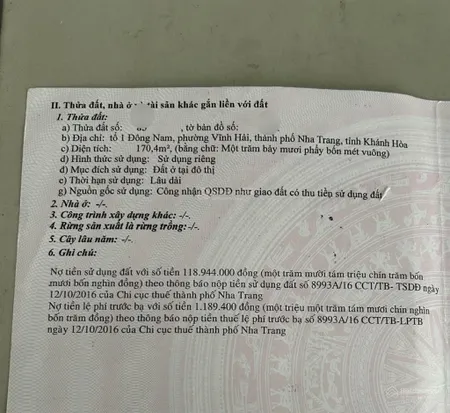 II. Thửa đất, nhà ở tài sản khác gắn liền với đất
1. Thửa đất:
a) Thửa đất số: , tờ bản đồ số:
b) Địa chỉ: tổ 1 Đông Nam, phường Vĩnh Hải, thành phố Nha Trang, tỉnh Khánh Hòa
c) Diện tích: 170,4m², (bằng chữ: Một trăm bảy mươi phẩy bốn mét vuông)
d) Hình thức sử dụng: Sử dụng riêng
đ) Mục đích sử dụng: Đất ở tại đô thị
e) Thời hạn sử dụng: Lâu dài
g) Nguồn gốc sử dụng: Công nhận QSDĐ như giao đất có thu tiền sử dụng đất
2. Nhà ở: -/-.
3. Công trình xây dựng khác: -/-.
4. Rừng sản xuất là rừng trồng: -/-.
5. Cây lâu năm: -/-.
6. Ghi chú:
Nợ tiền sử dụng đất với số tiền 118.944.000 đồng (một trăm mười tám triệu chín trăm bốn
mươi bốn nghìn đồng) theo thông báo nộp tiền sử dụng đất số 8993A/16 CCT/TB- TSDĐ ngày
12/10/2016 của Chi cục thuế thành phố Nha Trang
Nợ tiền lệ phí trước bạ với số tiền 1.189.400 đồng (một triệu một trăm tám mươi chín nghìn
bốn trăm đồng) theo thông báo nộp tiền thuế lệ phí trước bạ số 8993A/16 CCT/TB-LPTB
ngày 12/10/2016 của Chi cục thuế thành phố Nha Trang